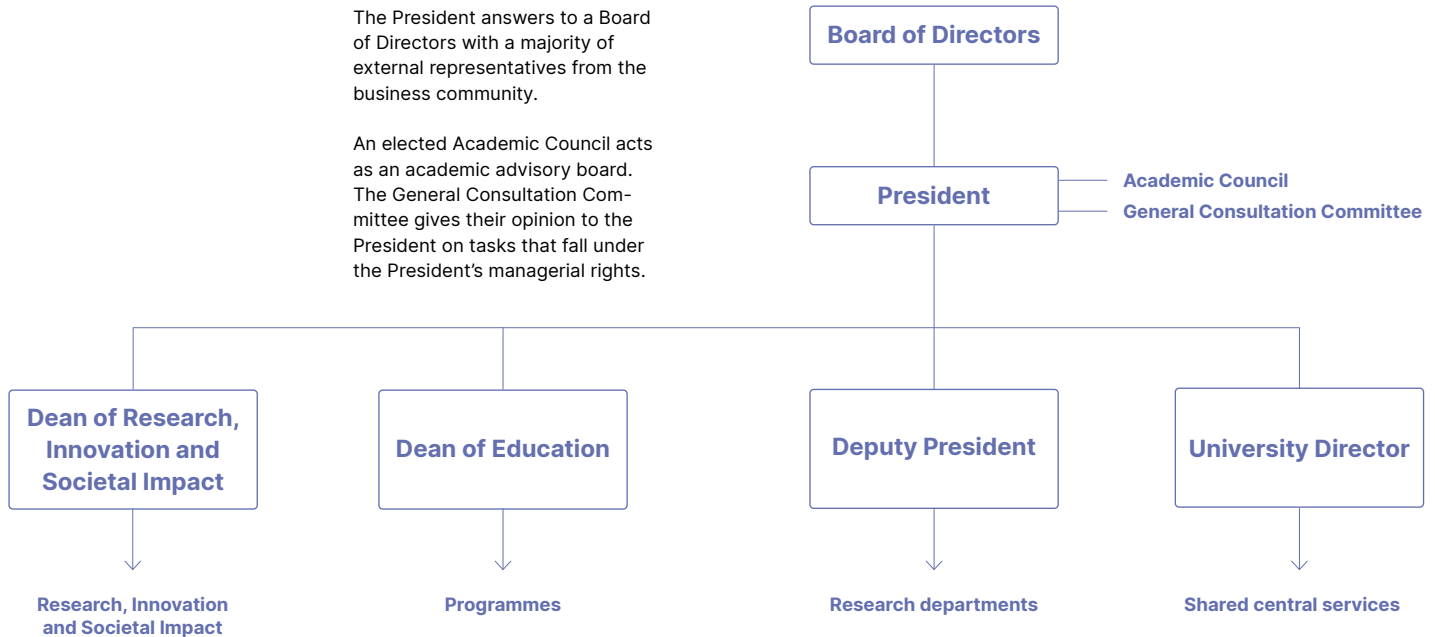 The President answers to a Board
of Directors with a majority of
external representatives from the
business community.
An elected Academic Council acts
as an academic advisory board.
The General Consultation Com-
mittee gives their opinion to the
President on tasks that fall under
the President’s managerial rights.
Board of Directors
President
Academic Council
General Consultation Committee
Dean of Research,
Innovation and
Societal Impact
Dean of Education
Deputy President
University Director
Research, Innovation
and Societal Impact
Programmes
Research departments
Shared central services